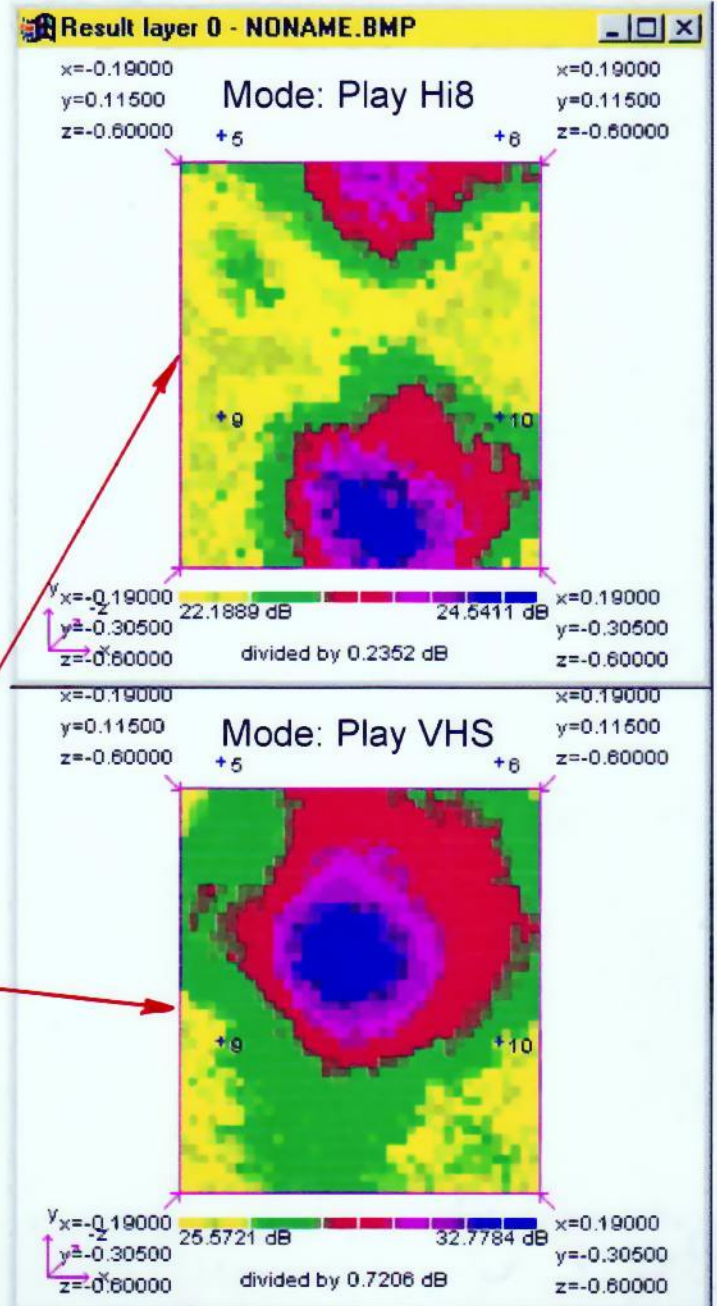 Result layer 0 - NONAME.BMP
x=-0.19000 x=0.19000
y=0.11500 Mode: Play Hi8 y=0.11500
z=-0.60000 +5 +6 z=-0.60000
+9 +10
y x=-0.19000 22.1889 dB 24.5411 dB x=0.19000
-z y=-0.30500 y=-0.30500
x z=-0.60000 divided by 0.2352 dB z=-0.60000
x=-0.19000 x=0.19000
y=0.11500 Mode: Play VHS y=0.11500
z=-0.60000 +5 +6 z=-0.60000
+9 +10
y x=-0.19000 25.5721 dB 32.7784 dB x=0.19000
-z y=-0.30500 y=-0.30500
x z=-0.60000 divided by 0.7206 dB z=-0.60000